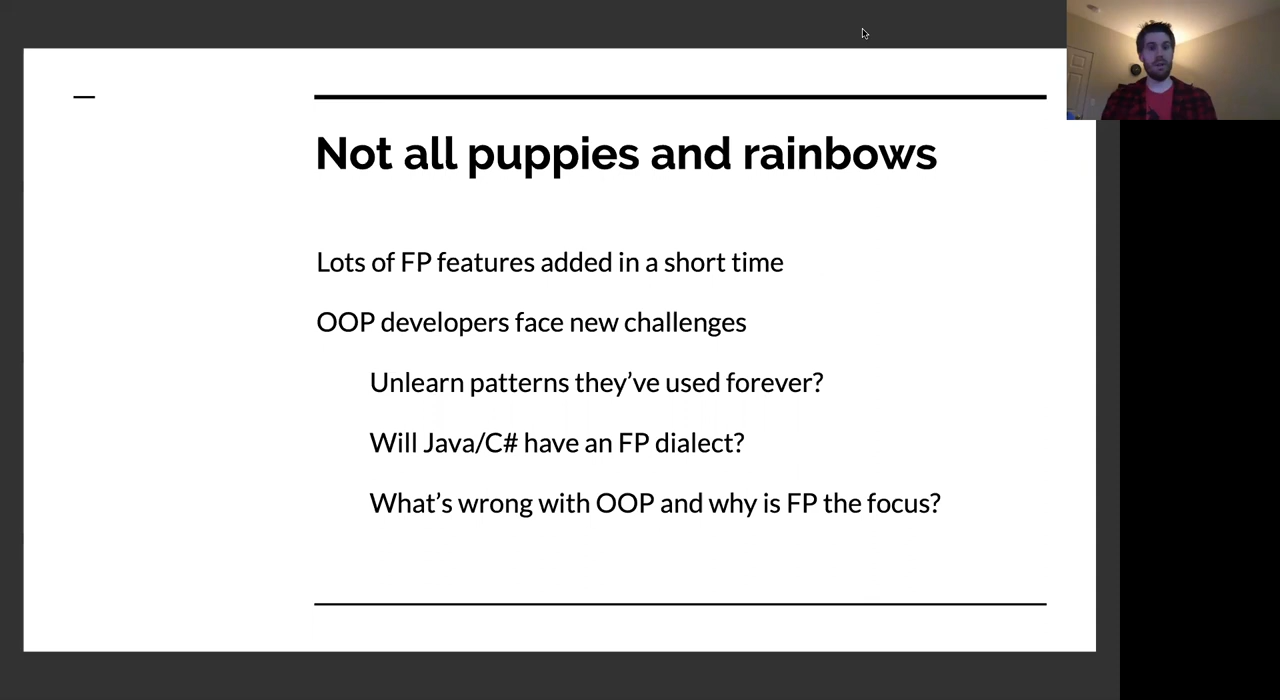 Not all puppies and rainbows
Lots of FP features added in a short time
OOP developers face new challenges
Unlearn patterns they’ve used forever?
Will Java/C# have an FP dialect?
What’s wrong with OOP and why is FP the focus?